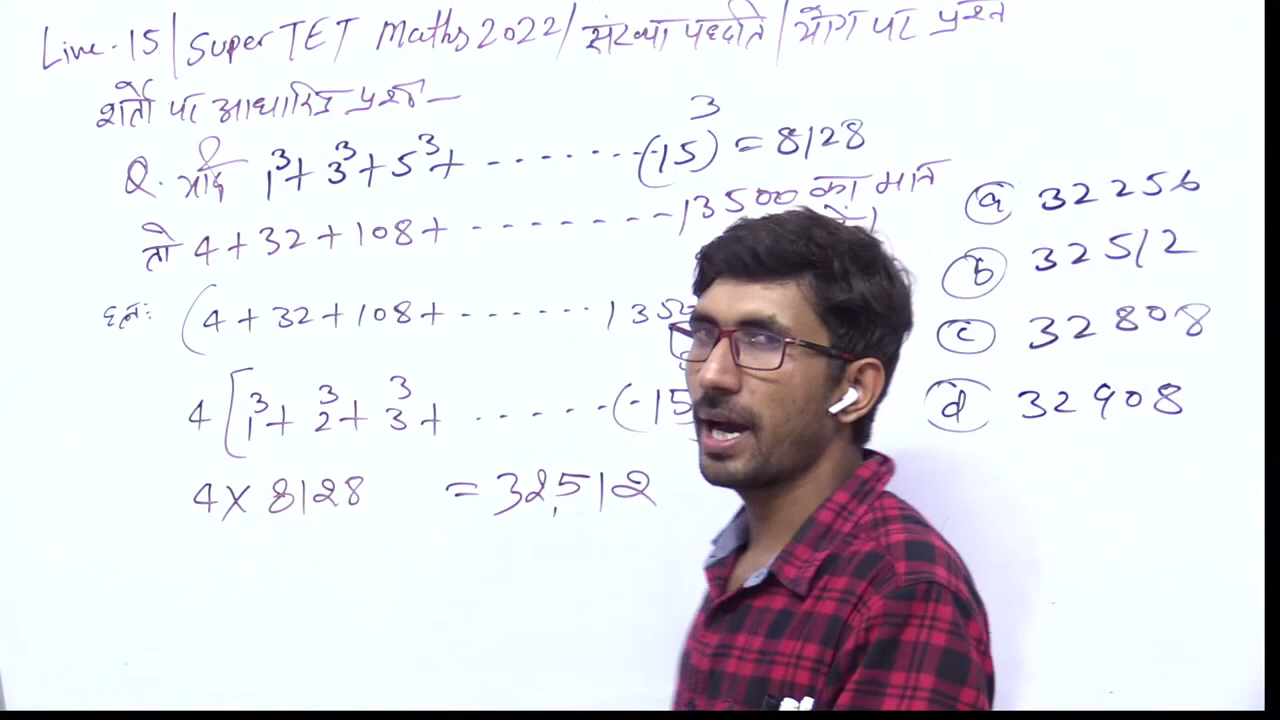 Live-15/Super TET Maths 2022/संख्या पद्धति/योग पर प्रश्न
शर्तो पर आधारित प्रश्न-
Q. यदि 1³+3³+5³+ ........ (-15)³ = 8128
तो 4+32+108+ -------- 13500 का मान
हल: (4+32+108+ ...... 135
4[1³+2³+3³+ ...... (-15
4×8128 = 32,512
(a) 32256
(b) 32512
(c) 32808
(d) 32908